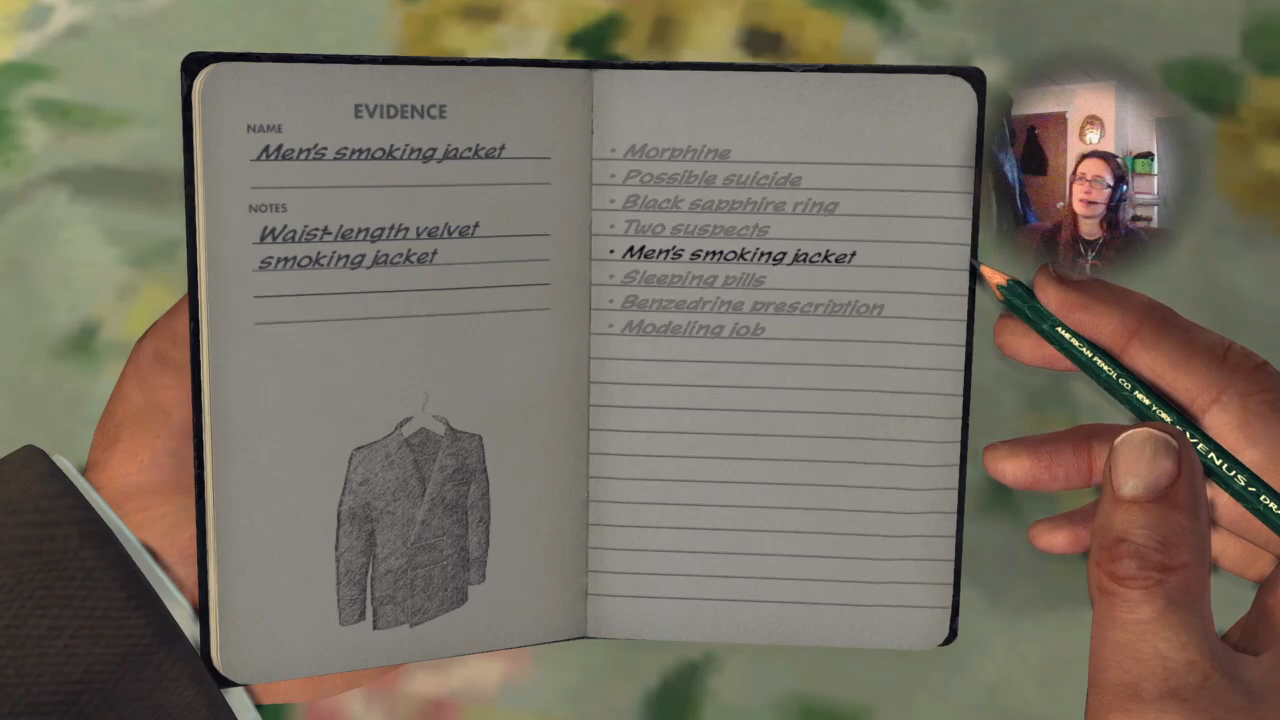 EVIDENCE
NAME
Men's smoking jacket
NOTES
Waist-length velvet
smoking jacket
• Morphine
• Possible suicide
• Black sapphire ring
• Two suspects
• Men's smoking jacket
• Sleeping pills
• Benzedrine prescription
• Modeling job
AMERICAN PENCIL CO. NEW YORK VENUS/DRA